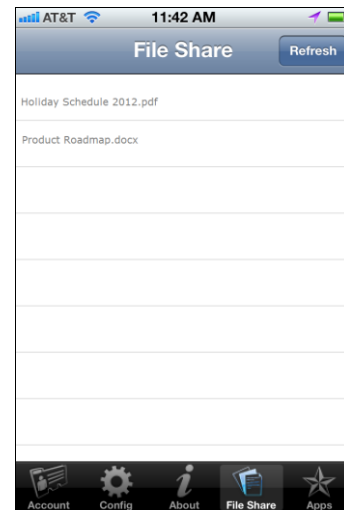 AT&T 11:42 AM
File Share Refresh
Holiday Schedule 2012.pdf
Product Roadmap.docx
Account Config About File Share Apps